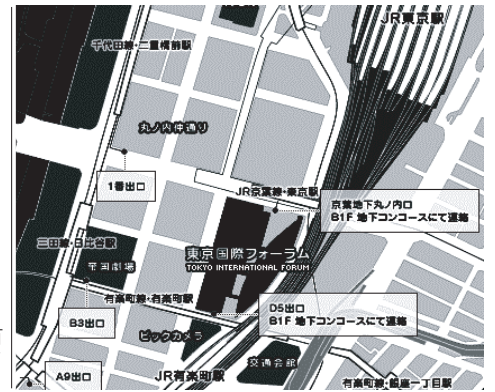 JR東京駅
千代田線・二重橋前駅
丸ノ内仲通り
1番出口
JR京葉線・東京駅
京葉地下丸ノ内口
B1F 地下コンコースにて連絡
三田線・日比谷駅
東京国際フォーラム
TOKYO INTERNATIONAL FORUM
帝国劇場
有楽町線・有楽町駅
D5出口
B1F 地下コンコースにて連絡
B3出口
ビックカメラ
交通会館
A9出口
JR有楽町駅
有楽町線・銀座一丁目駅